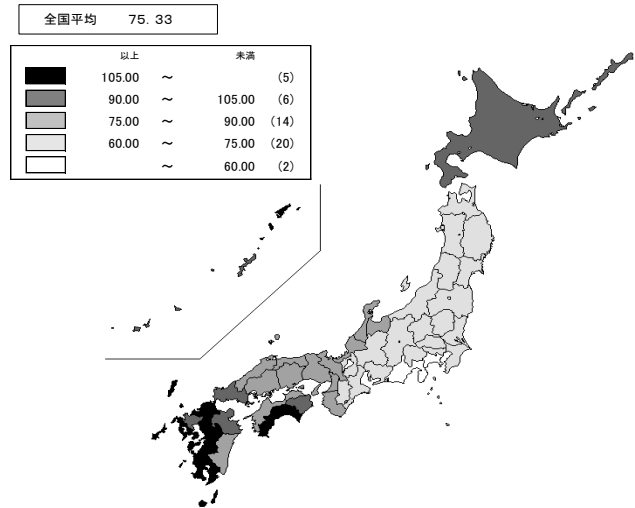 全国平均 75.33
以上 未満
105.00 ～ (5)
90.00 ～ 105.00 (6)
75.00 ～ 90.00 (14)
60.00 ～ 75.00 (20)
～ 60.00 (2)